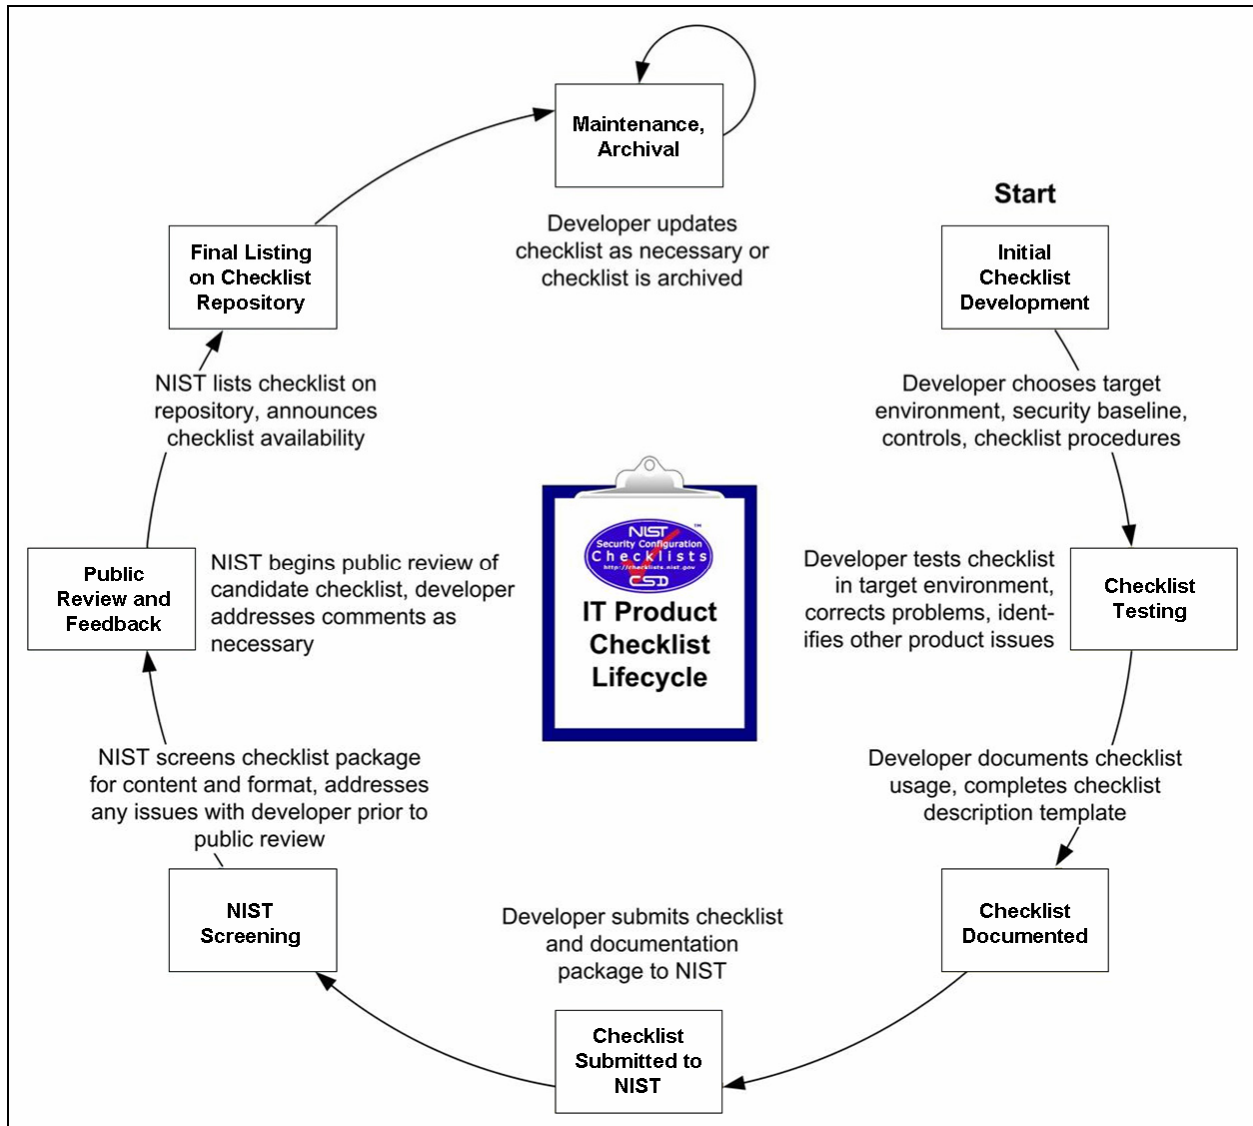 Start
Initial
Checklist
Development
Developer chooses target
environment, security baseline,
controls, checklist procedures
Checklist
Testing
Developer tests checklist
in target environment,
corrects problems, ident-
ifies other product issues
Developer documents checklist
usage, completes checklist
description template
Checklist
Documented
Developer submits checklist
and documentation
package to NIST
Checklist
Submitted to
NIST
NIST
Screening
NIST screens checklist package
for content and format, addresses
any issues with developer prior to
public review
Public
Review and
Feedback
NIST begins public review of
candidate checklist, developer
addresses comments as
necessary
NIST lists checklist on
repository, announces
checklist availability
Final Listing
on Checklist
Repository
Maintenance,
Archival
Developer updates
checklist as necessary or
checklist is archived
NIST ™
Security Configuration
Checklists
http://checklists.nist.gov
CSD
IT Product
Checklist
Lifecycle